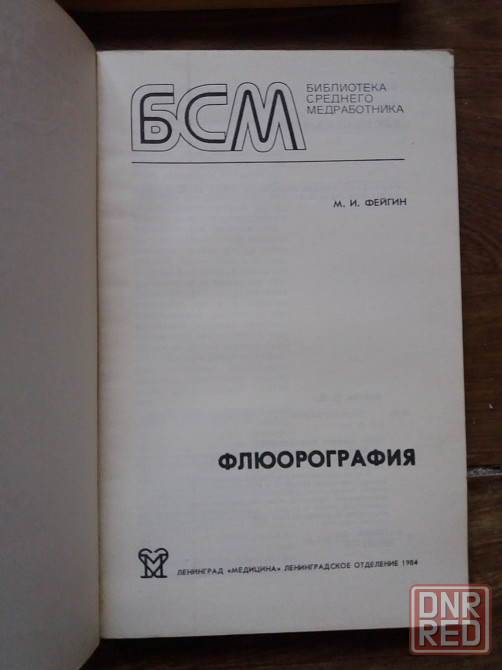 БСМ
БИБЛИОТЕКА
СРЕДНЕГО
МЕДРАБОТНИКА
М. И. ФЕЙГИН
ФЛЮОРОГРАФИЯ
ЛЕНИНГРАД «МЕДИЦИНА» ЛЕНИНГРАДСКОЕ ОТДЕЛЕНИЕ 1984
DNR
RED